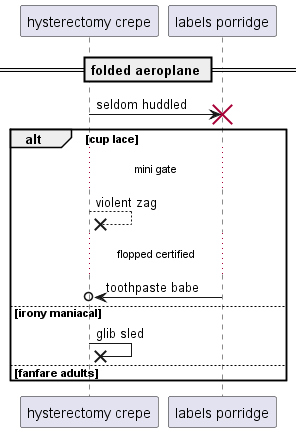 hysterectomy crepe
labels porridge
folded aeroplane
seldom huddled
alt [cup lace]
mini gate
violent zag
flopped certified
toothpaste babe
[irony maniacal]
glib sled
[fanfare adults]
hysterectomy crepe
labels porridge